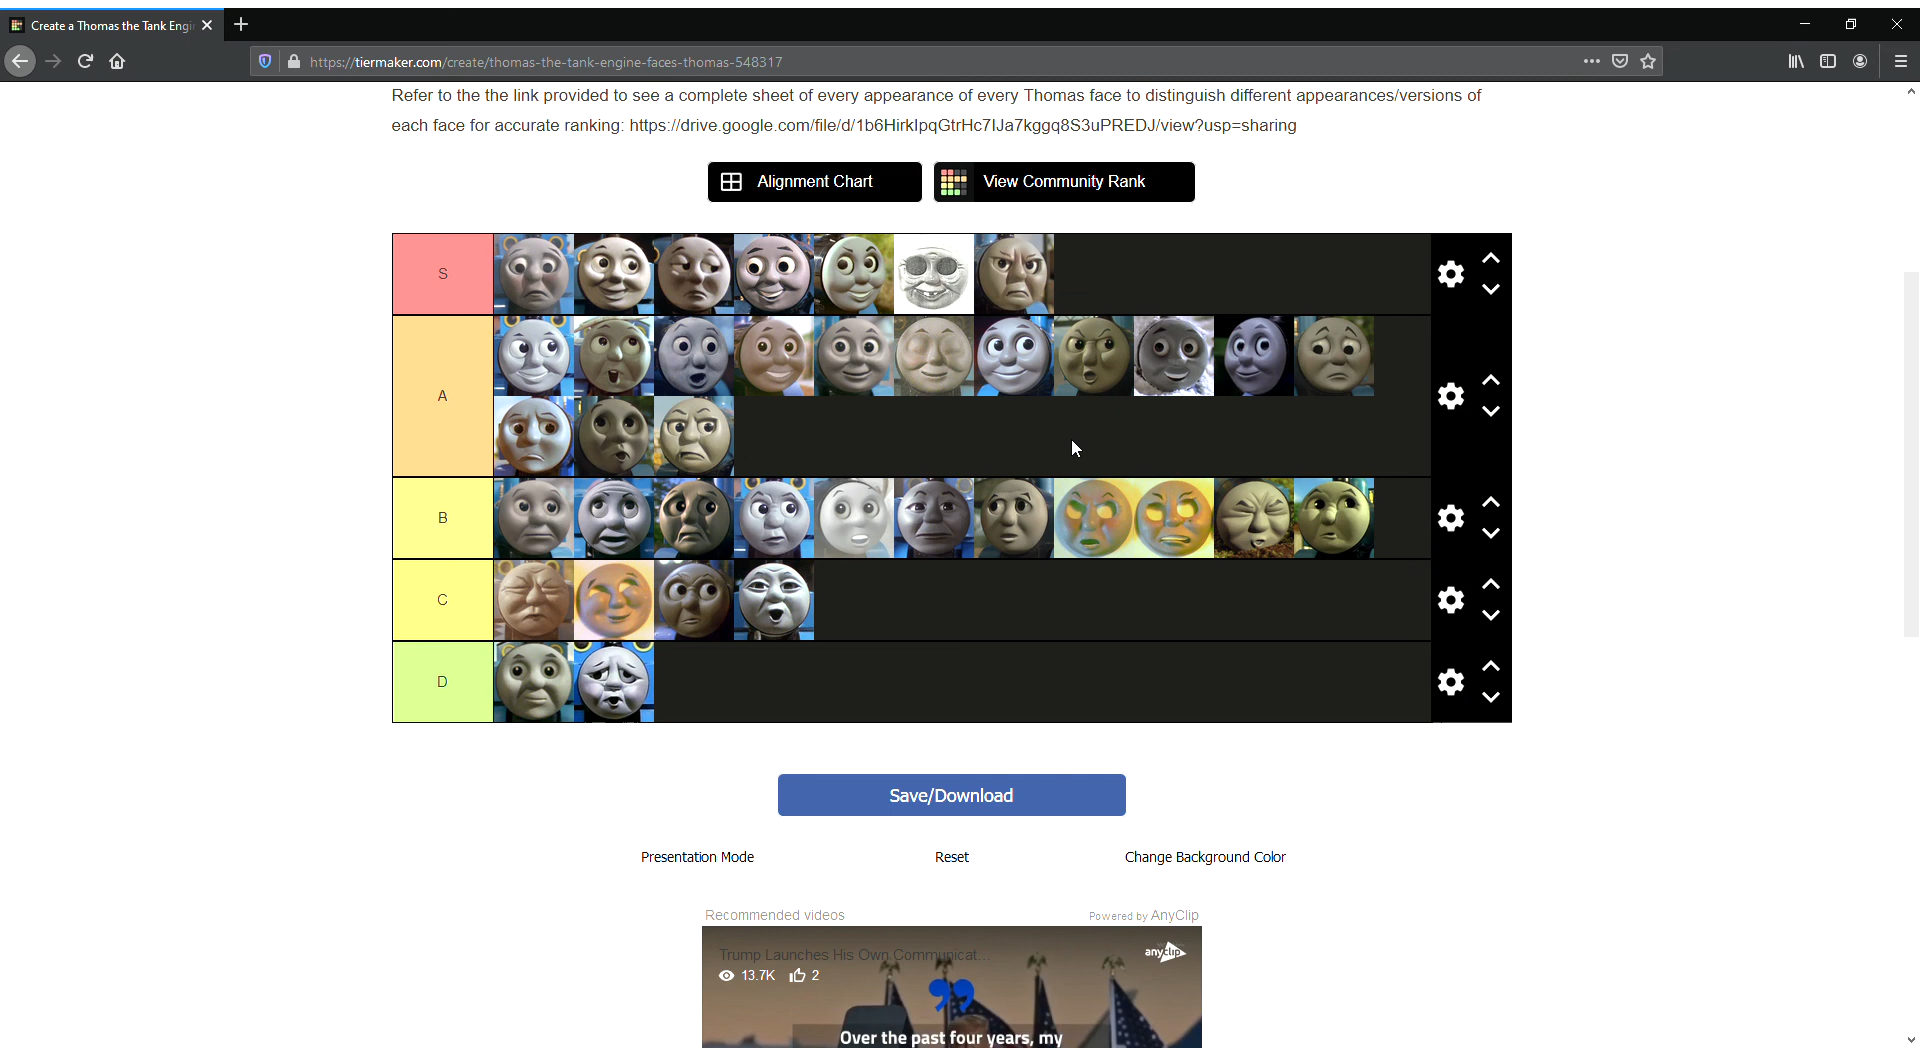 Create a Thomas the Tank Engi
https://tiermaker.com/create/thomas-the-tank-engine-faces-thomas-548317
Refer to the the link provided to see a complete sheet of every appearance of every Thomas face to distinguish different appearances/versions of
each face for accurate ranking: https://drive.google.com/file/d/1b6HirkIpqGtrHc7IJa7kggq8S3uPREDJ/view?usp=sharing
Alignment Chart
View Community Rank
S
A
B
C
D
Save/Download
Presentation Mode
Reset
Change Background Color
Recommended videos
Powered by AnyClip
Trump Launches His Own Communicat...
anyclip
13.7K
2
Over the past four years, my